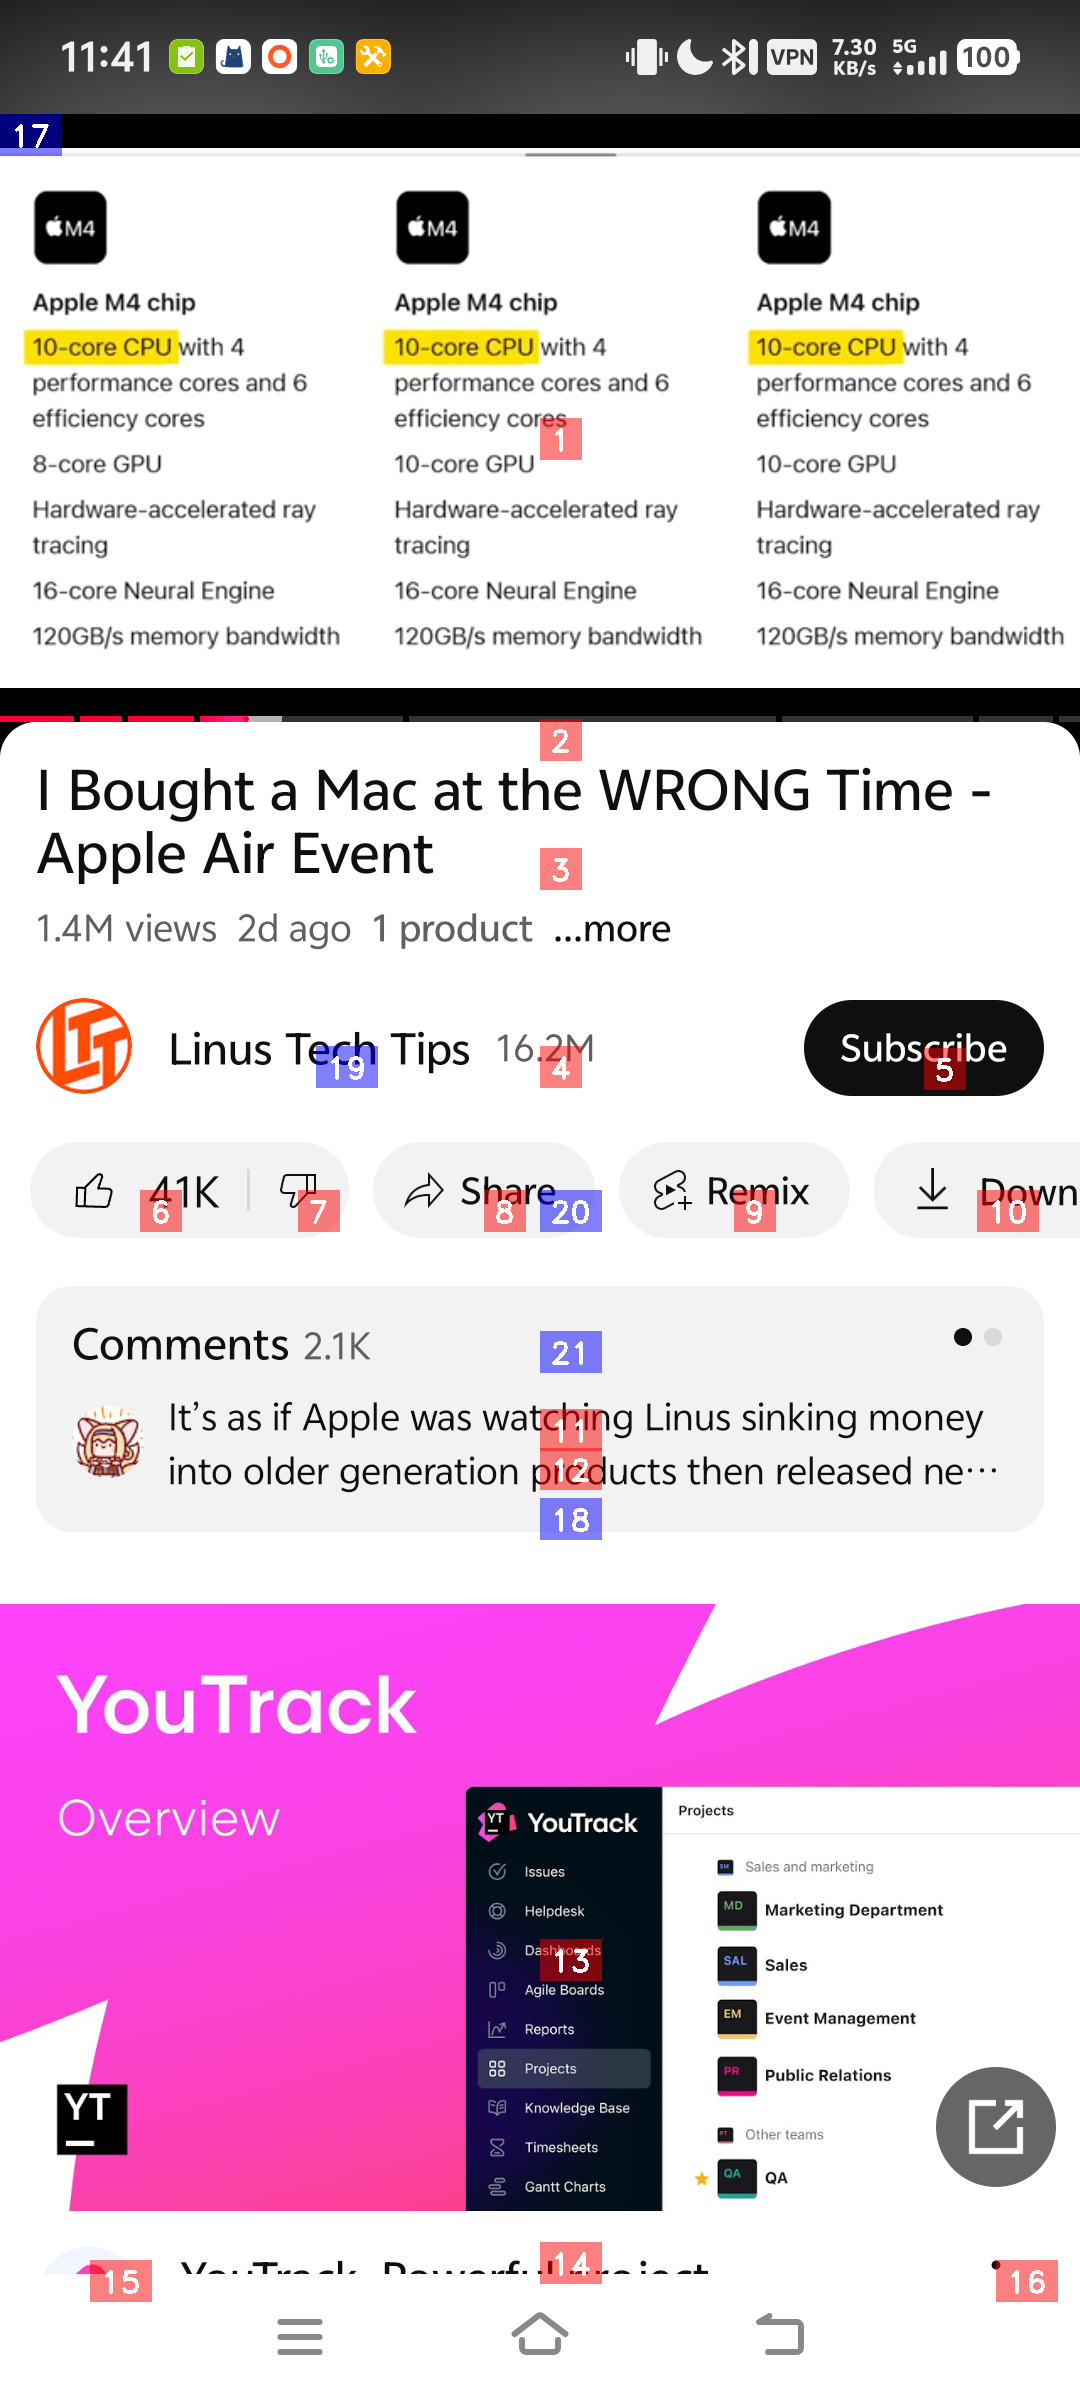 11:41
VPN
7.30 KB/s
5G
100
17
M4
M4
M4
Apple M4 chip
Apple M4 chip
Apple M4 chip
10-core CPU with 4
performance cores and 6
efficiency cores
10-core CPU with 4
performance cores and 6
efficiency cores
10-core CPU with 4
performance cores and 6
efficiency cores
1
8-core GPU
10-core GPU
10-core GPU
Hardware-accelerated ray
tracing
Hardware-accelerated ray
tracing
Hardware-accelerated ray
tracing
16-core Neural Engine
16-core Neural Engine
16-core Neural Engine
120GB/s memory bandwidth
120GB/s memory bandwidth
120GB/s memory bandwidth
2
I Bought a Mac at the WRONG Time -
Apple Air Event
3
1.4M views 2d ago 1 product ...more
LTT
Linus Tech Tips 16.2M
Subscribe
19
4
5
41K
Share
Remix
Down
6
7
8
20
9
10
Comments 2.1K
21
It's as if Apple was watching Linus sinking money
into older generation products then released ne…
11
12
18
YouTrack
Overview
YT
YouTrack
Issues
Helpdesk
Dashboards
13
Agile Boards
Reports
Projects
Knowledge Base
Timesheets
Gantt Charts
Projects
SM Sales and marketing
MD Marketing Department
SAL Sales
EM Event Management
PR Public Relations
PT Other teams
QA QA
YT
YouTrack Powerful project
14
15
16